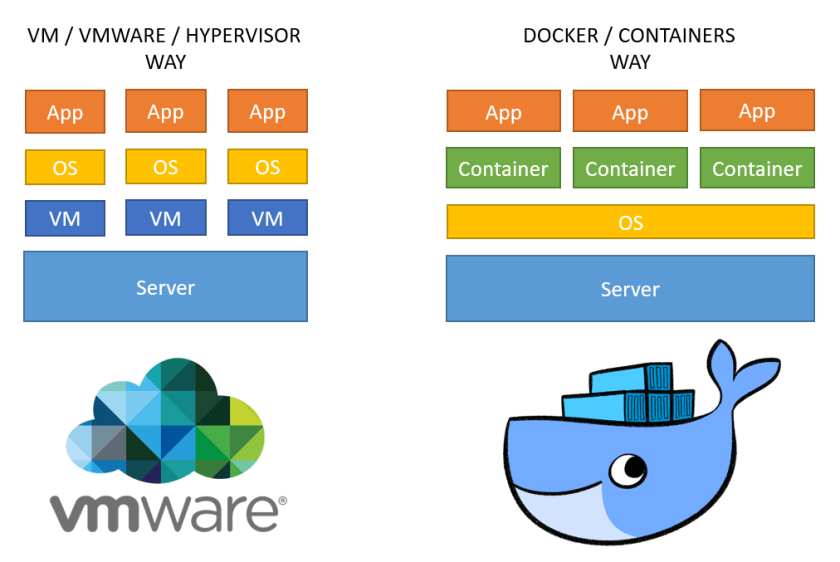 VM / VMWARE / HYPERVISOR
WAY
App App App
OS OS OS
VM VM VM
Server
vmware®
DOCKER / CONTAINERS
WAY
App App App
Container Container Container
OS
Server